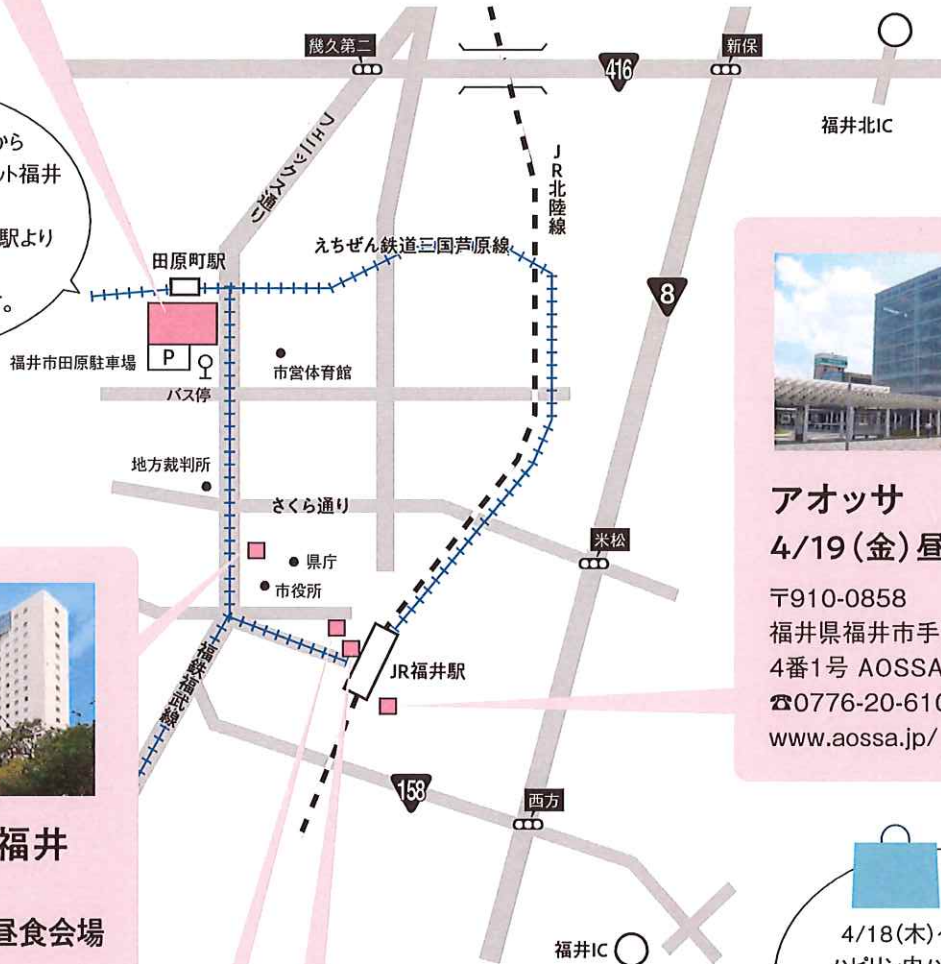 幾久第二
416
新保
福井北IC
から
ット福井
駅より
。
フェニックス通り
JR北陸線
えちぜん鉄道三国芦原線
田原町駅
8
福井市田原駐車場
P
バス停
市営体育館
地方裁判所
さくら通り
米松
県庁
市役所
JR福井駅
福鉄福武線
158
西方
福井IC
アオッサ
4/19(金)昼
〒910-0858
福井県福井市手
4番1号 AOSSA
☎0776-20-61
www.aossa.jp/
福井
昼食会場
4/18(木)